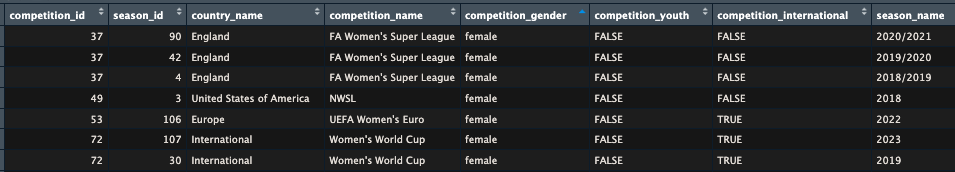 competition_id season_id country_name competition_name competition_gender competition_youth competition_international season_name
37 90 England FA Women's Super League female FALSE FALSE 2020/2021
37 42 England FA Women's Super League female FALSE FALSE 2019/2020
37 4 England FA Women's Super League female FALSE FALSE 2018/2019
49 3 United States of America NWSL female FALSE FALSE 2018
53 106 Europe UEFA Women's Euro female FALSE TRUE 2022
72 107 International Women's World Cup female FALSE TRUE 2023
72 30 International Women's World Cup female FALSE TRUE 2019